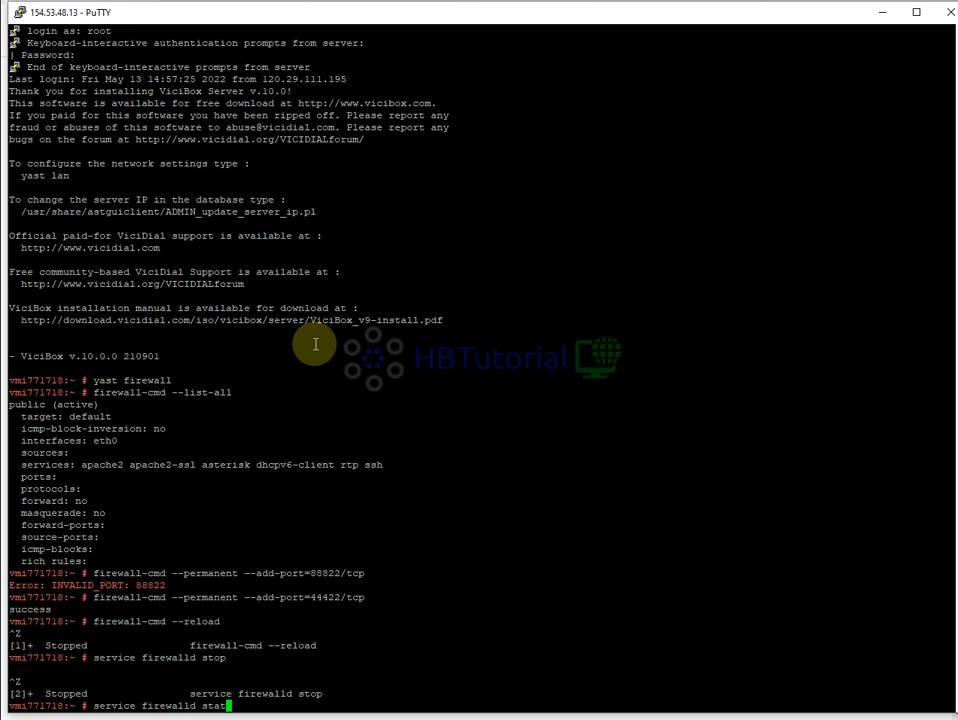 154.53.48.13 - PuTTY
login as: root
Keyboard-interactive authentication prompts from server:
| Password:
End of keyboard-interactive prompts from server
Last login: Fri May 13 14:57:25 2022 from 120.29.111.195
Thank you for installing ViciBox Server v.10.0!
This software is available for free download at http://www.vicibox.com.
If you paid for this software you have been ripped off. Please report any
fraud or abuses of this software to abuse@vicidial.com. Please report any
bugs on the forum at http://www.vicidial.org/VICIDIALforum/
To configure the network settings type :
yast lan
To change the server IP in the database type :
/usr/share/astguiclient/ADMIN_update_server_ip.pl
Official paid-for ViciDial support is available at :
http://www.vicidial.com
Free community-based ViciDial Support is available at :
http://www.vicidial.org/VICIDIALforum
ViciBox installation manual is available for download at :
http://download.vicidial.com/iso/vicibox/server/ViciBox_v9-install.pdf
- ViciBox v.10.0.0 210901
HBTutorial
vmi771718:~ # yast firewall
vmi771718:~ # firewall-cmd --list-all
public (active)
target: default
icmp-block-inversion: no
interfaces: eth0
sources:
services: apache2 apache2-ssl asterisk dhcpv6-client rtp ssh
ports:
protocols:
forward: no
masquerade: no
forward-ports:
source-ports:
icmp-blocks:
rich rules:
vmi771718:~ # firewall-cmd --permanent --add-port=88822/tcp
Error: INVALID_PORT: 88822
vmi771718:~ # firewall-cmd --permanent --add-port=44422/tcp
success
vmi771718:~ # firewall-cmd --reload
^Z
[1]+  Stopped                 firewall-cmd --reload
vmi771718:~ # service firewalld stop
^Z
[2]+  Stopped                 service firewalld stop
vmi771718:~ # service firewalld stat